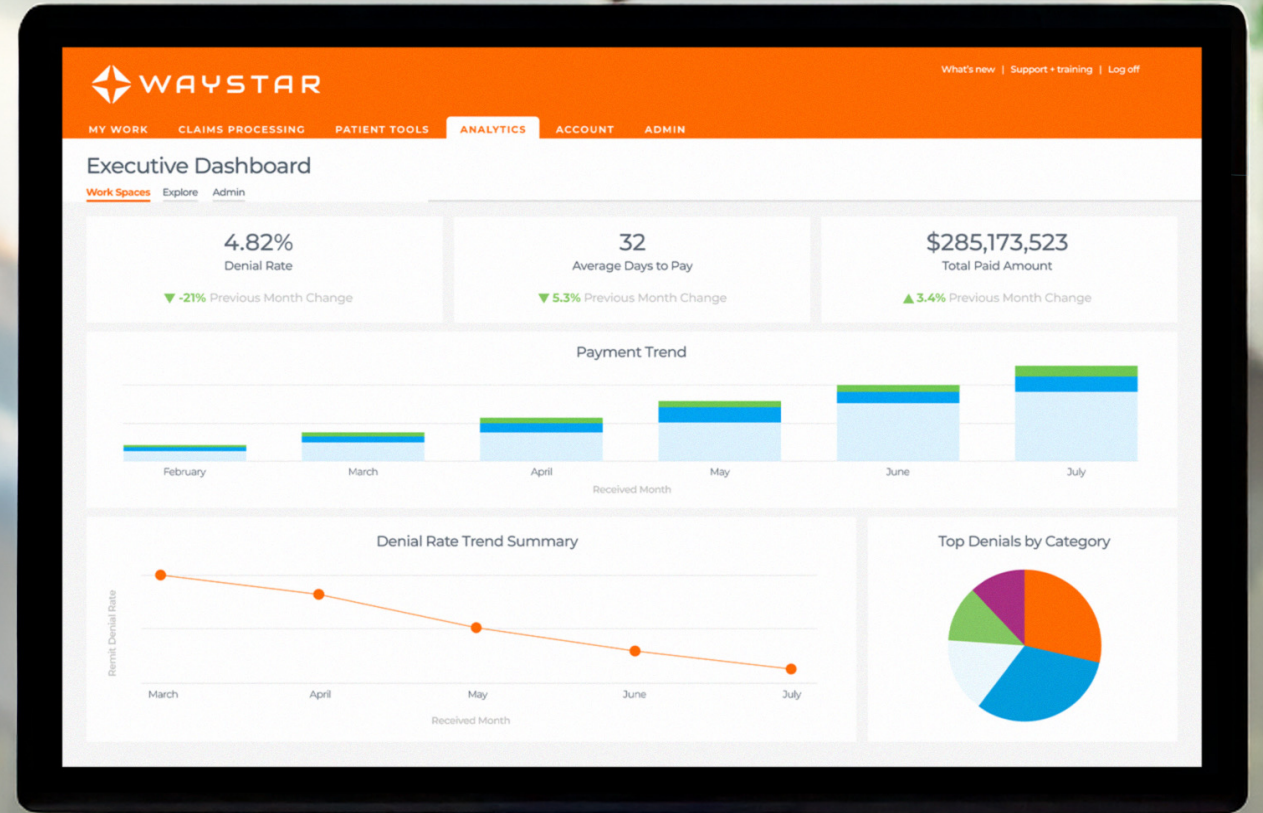 WAYSTAR
What's new | Support + training | Log off
MY WORK CLAIMS PROCESSING PATIENT TOOLS ANALYTICS ACCOUNT ADMIN
Executive Dashboard
Work Spaces Explore Admin
4.82%
Denial Rate
▼ -21% Previous Month Change
32
Average Days to Pay
▼ 5.3% Previous Month Change
$285,173,523
Total Paid Amount
▲ 3.4% Previous Month Change
Payment Trend
February March April May June July
Received Month
Denial Rate Trend Summary
Remit Denial Rate
March April May June July
Received Month
Top Denials by Category